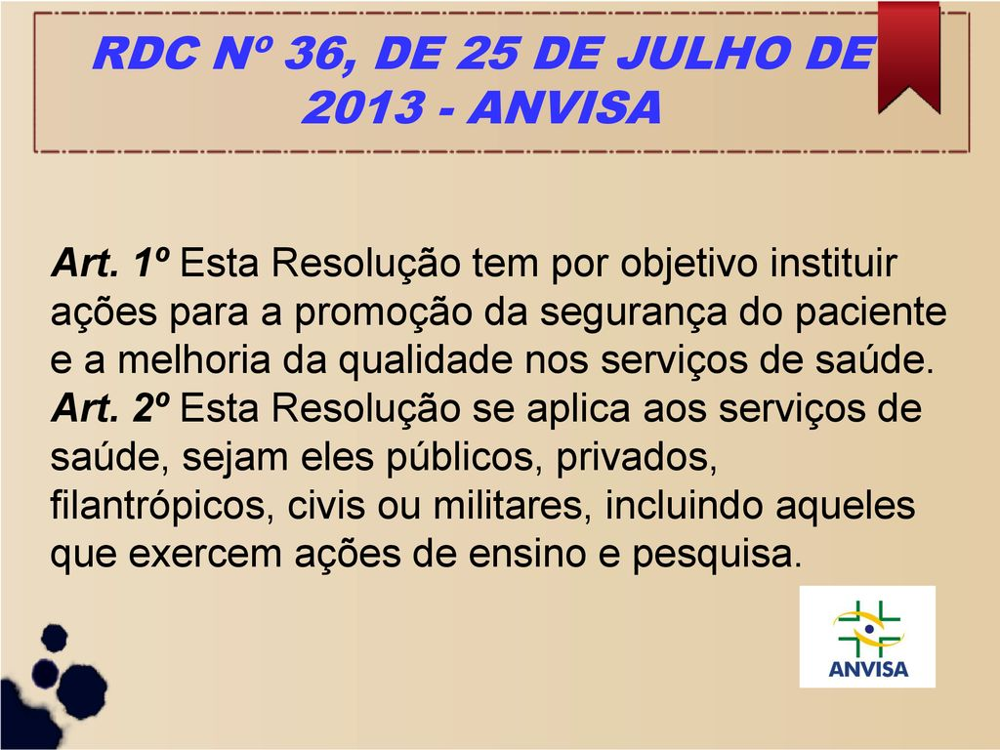 RDC Nº 36, DE 25 DE JULHO DE
2013 - ANVISA
Art. 1º Esta Resolução tem por objetivo instituir
ações para a promoção da segurança do paciente
e a melhoria da qualidade nos serviços de saúde.
Art. 2º Esta Resolução se aplica aos serviços de
saúde, sejam eles públicos, privados,
filantrópicos, civis ou militares, incluindo aqueles
que exercem ações de ensino e pesquisa.
ANVISA